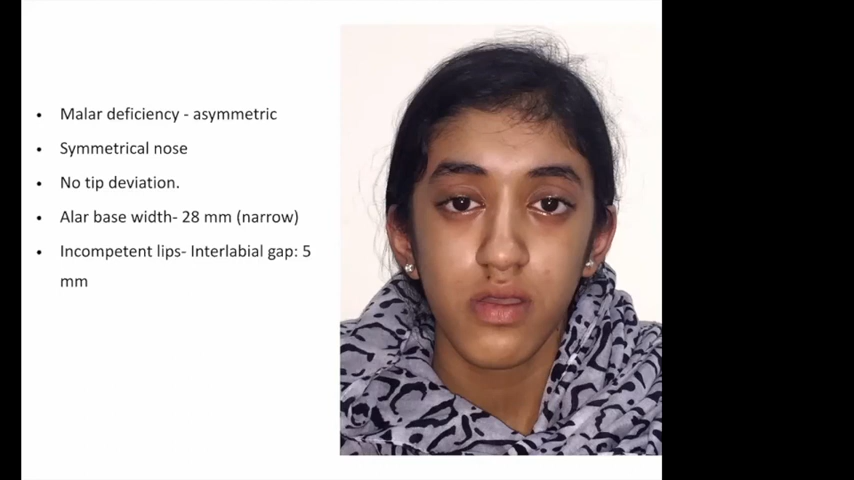 Malar deficiency - asymmetric
Symmetrical nose
No tip deviation.
Alar base width- 28 mm (narrow)
Incompetent lips- Interlabial gap: 5
mm